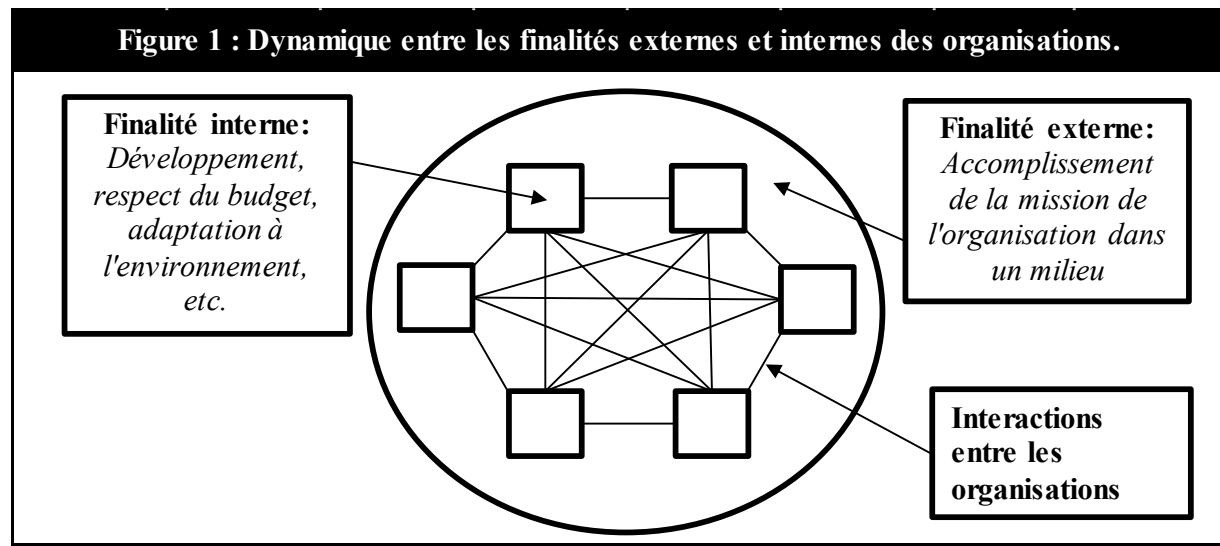 Figure 1 : Dynamique entre les finalités externes et internes des organisations.
Finalité interne:
Développement,
respect du budget,
adaptation à
l'environnement,
etc.
Finalité externe:
Accomplissement
de la mission de
l'organisation dans
un milieu
Interactions
entre les
organisations